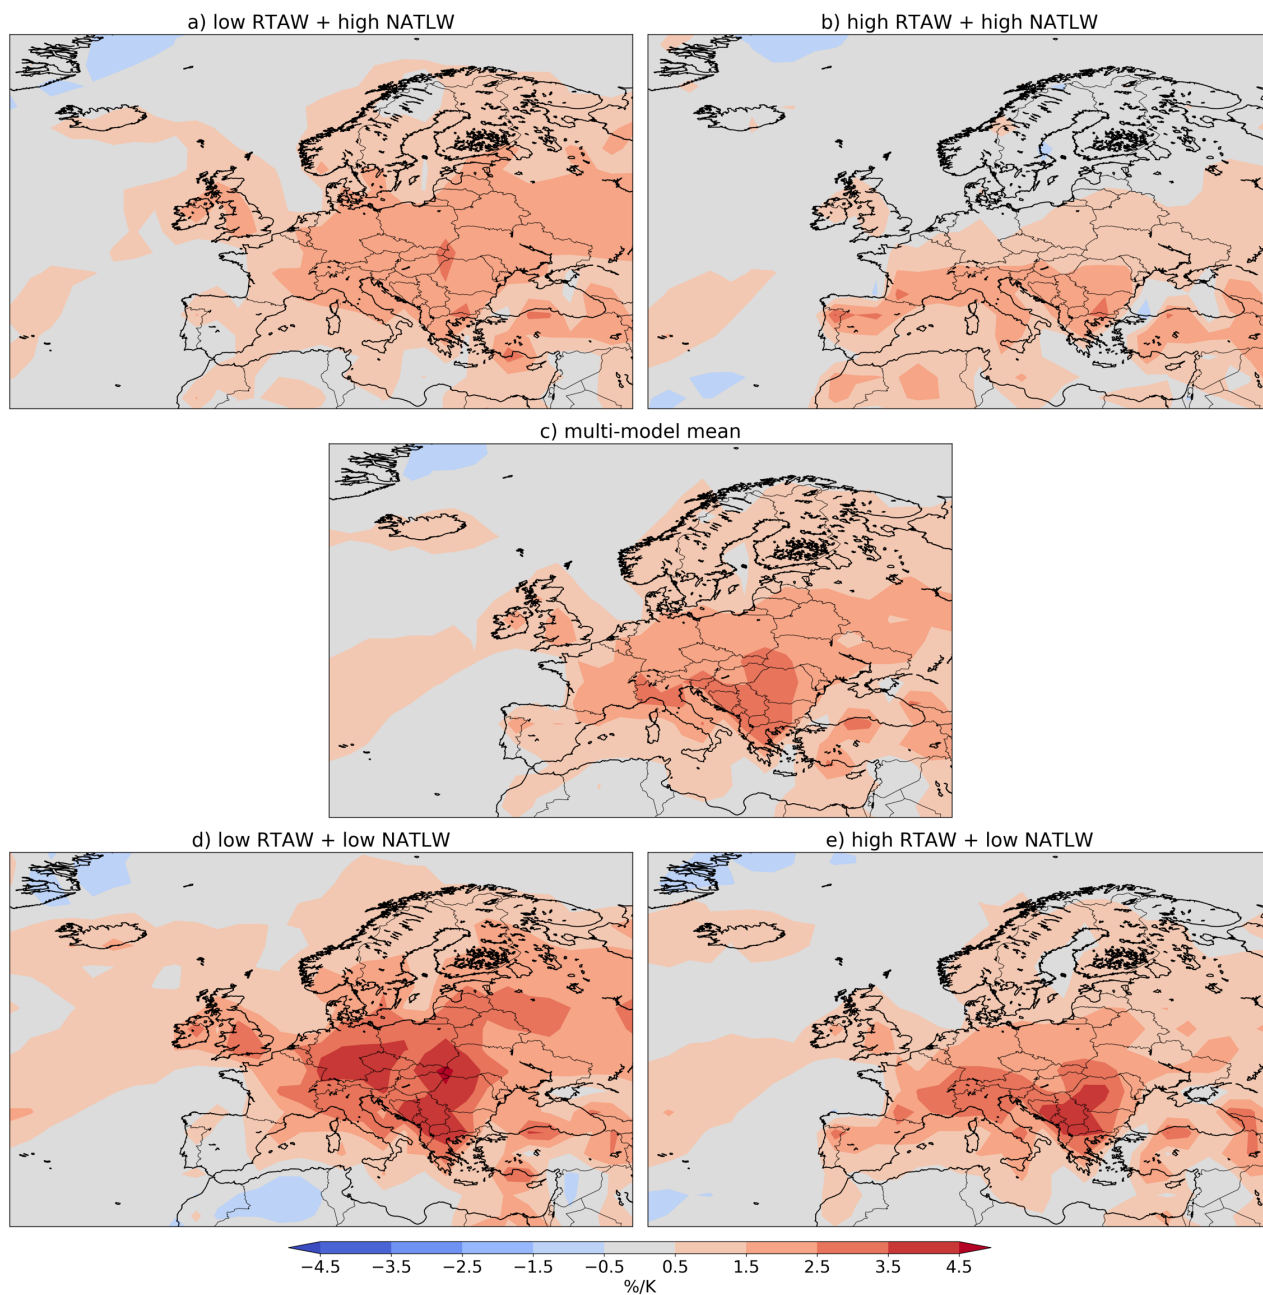 a) low RTAW + high NATLW
b) high RTAW + high NATLW
c) multi-model mean
d) low RTAW + low NATLW
e) high RTAW + low NATLW
−4.5 −3.5 −2.5 −1.5 −0.5 0.5 1.5 2.5 3.5 4.5
%/K